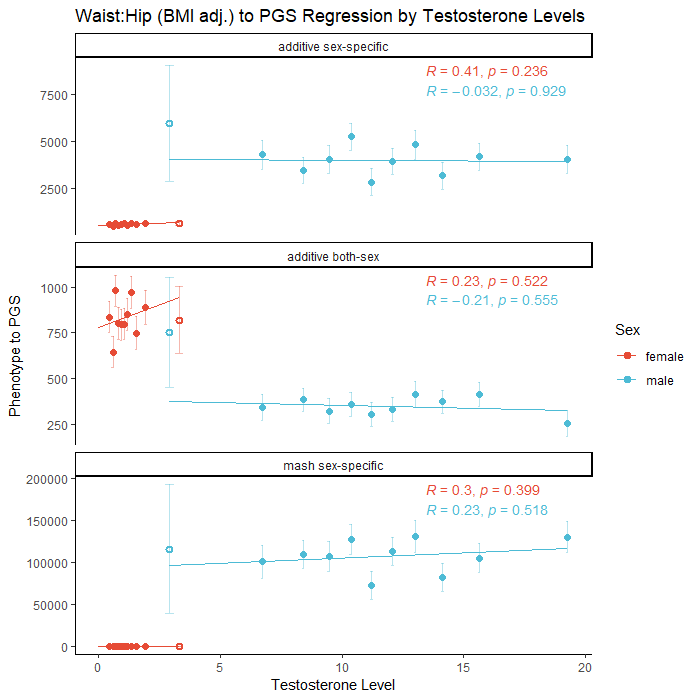 Waist:Hip (BMI adj.) to PGS Regression by Testosterone Levels
additive sex-specific
R = 0.41, p = 0.236
R = −0.032, p = 0.929
7500
5000
2500
additive both-sex
R = 0.23, p = 0.522
R = −0.21, p = 0.555
1000
750
500
250
Phenotype to PGS
Sex
female
male
mash sex-specific
R = 0.3, p = 0.399
R = 0.23, p = 0.518
200000
150000
100000
50000
0
0 5 10 15 20
Testosterone Level